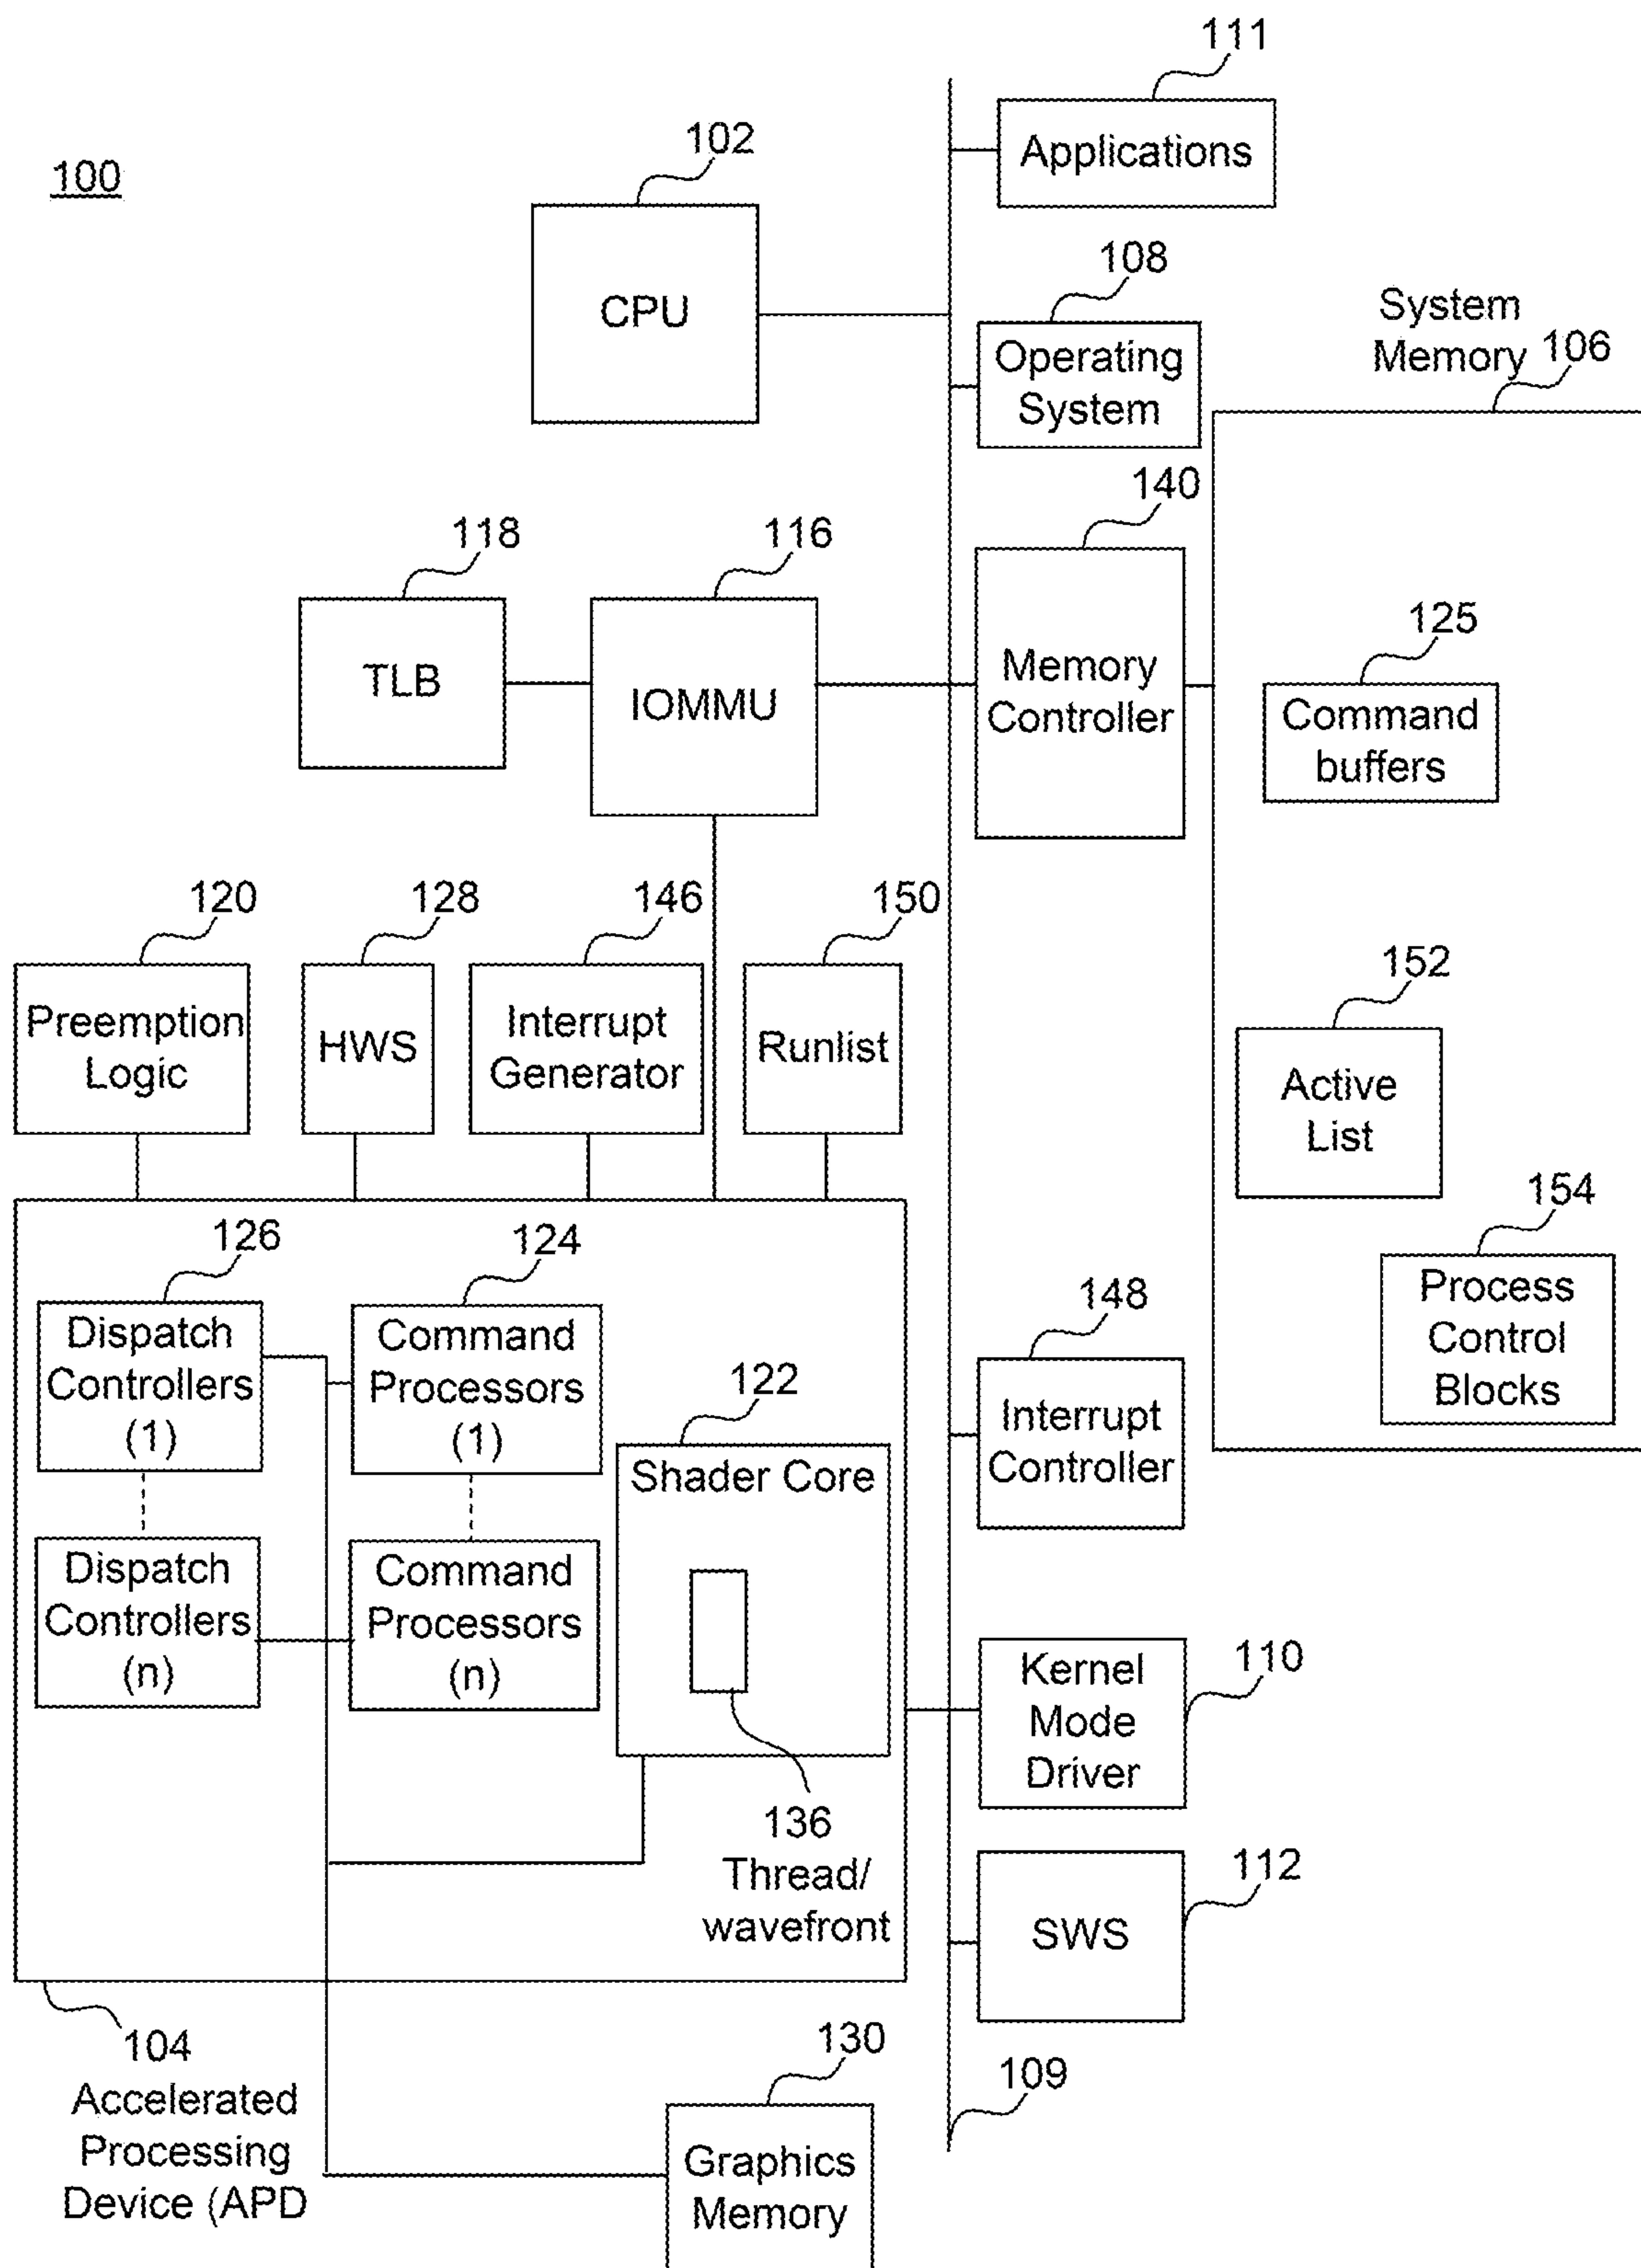 111
Applications
102
100
CPU
108
Operating
System
System
Memory 106
140
118
116
TLB
IOMMU
Memory
Controller
125
Command
buffers
120
128
146
150
Preemption
Logic
HWS
Interrupt
Generator
Runlist
152
Active
List
154
Process
Control
Blocks
126
124
Dispatch
Controllers
(1)
Command
Processors
(1)
122
Shader Core
148
Interrupt
Controller
Dispatch
Controllers
(n)
Command
Processors
(n)
136
Thread/
wavefront
Kernel
Mode
Driver
110
SWS
112
104
Accelerated
Processing
Device (APD
130
Graphics
Memory
109